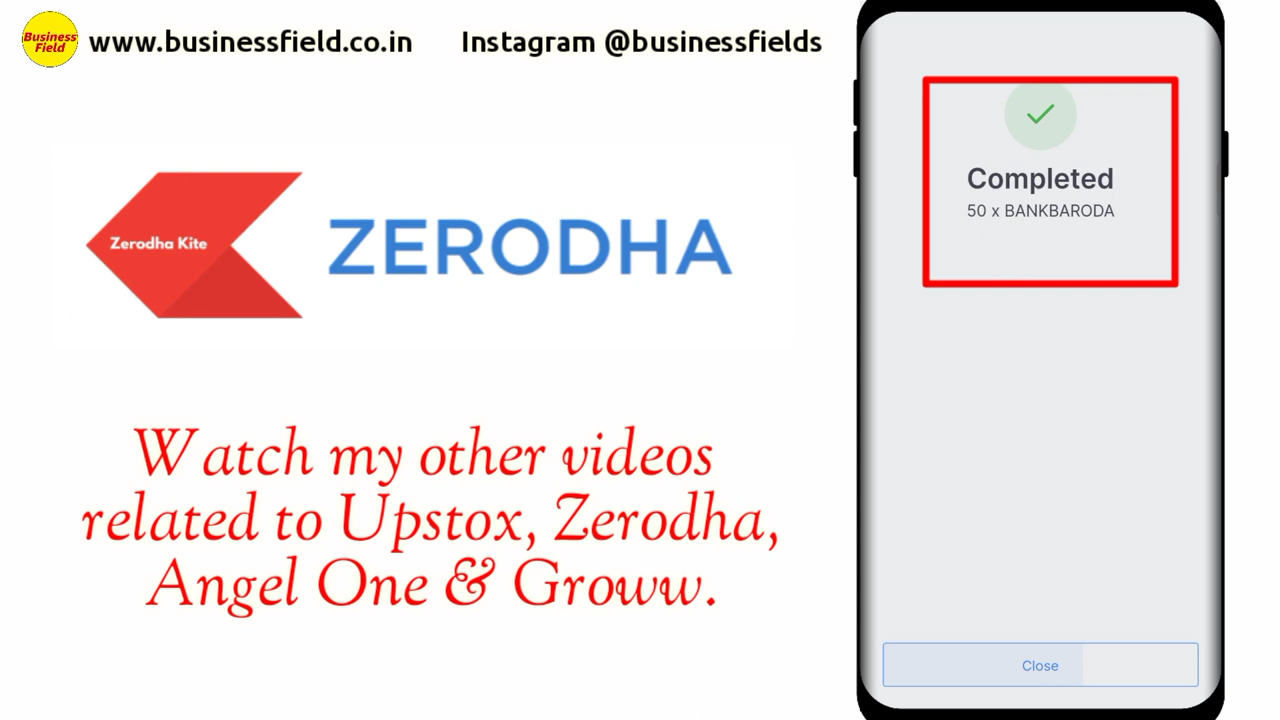 Business
Field
www.businessfield.co.in
Instagram @businessfields
Zerodha Kite
ZERODHA
Watch my other videos
related to Upstox, Zerodha,
Angel One & Groww.
Completed
50 x BANKBARODA
Close